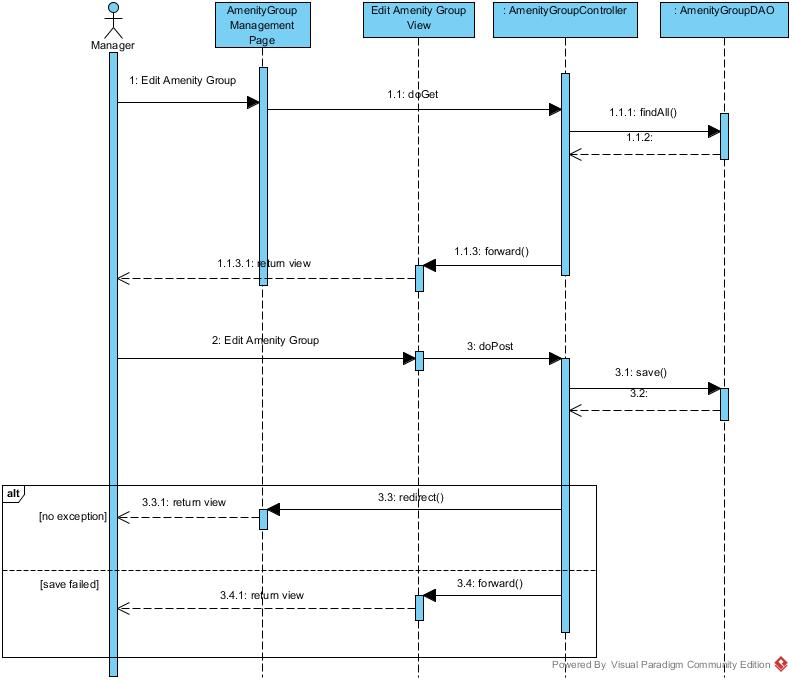 AmenityGroup
Management
Page
Edit Amenity Group
View
: AmenityGroupController
: AmenityGroupDAO
Manager
1: Edit Amenity Group
1.1: doGet
1.1.1: findAll()
1.1.2:
1.1.3: forward()
1.1.3.1: return view
2: Edit Amenity Group
3: doPost
3.1: save()
3.2:
alt
3.3: redirect()
3.3.1: return view
[no exception]
[save failed]
3.4: forward()
3.4.1: return view
Powered By Visual Paradigm Community Edition